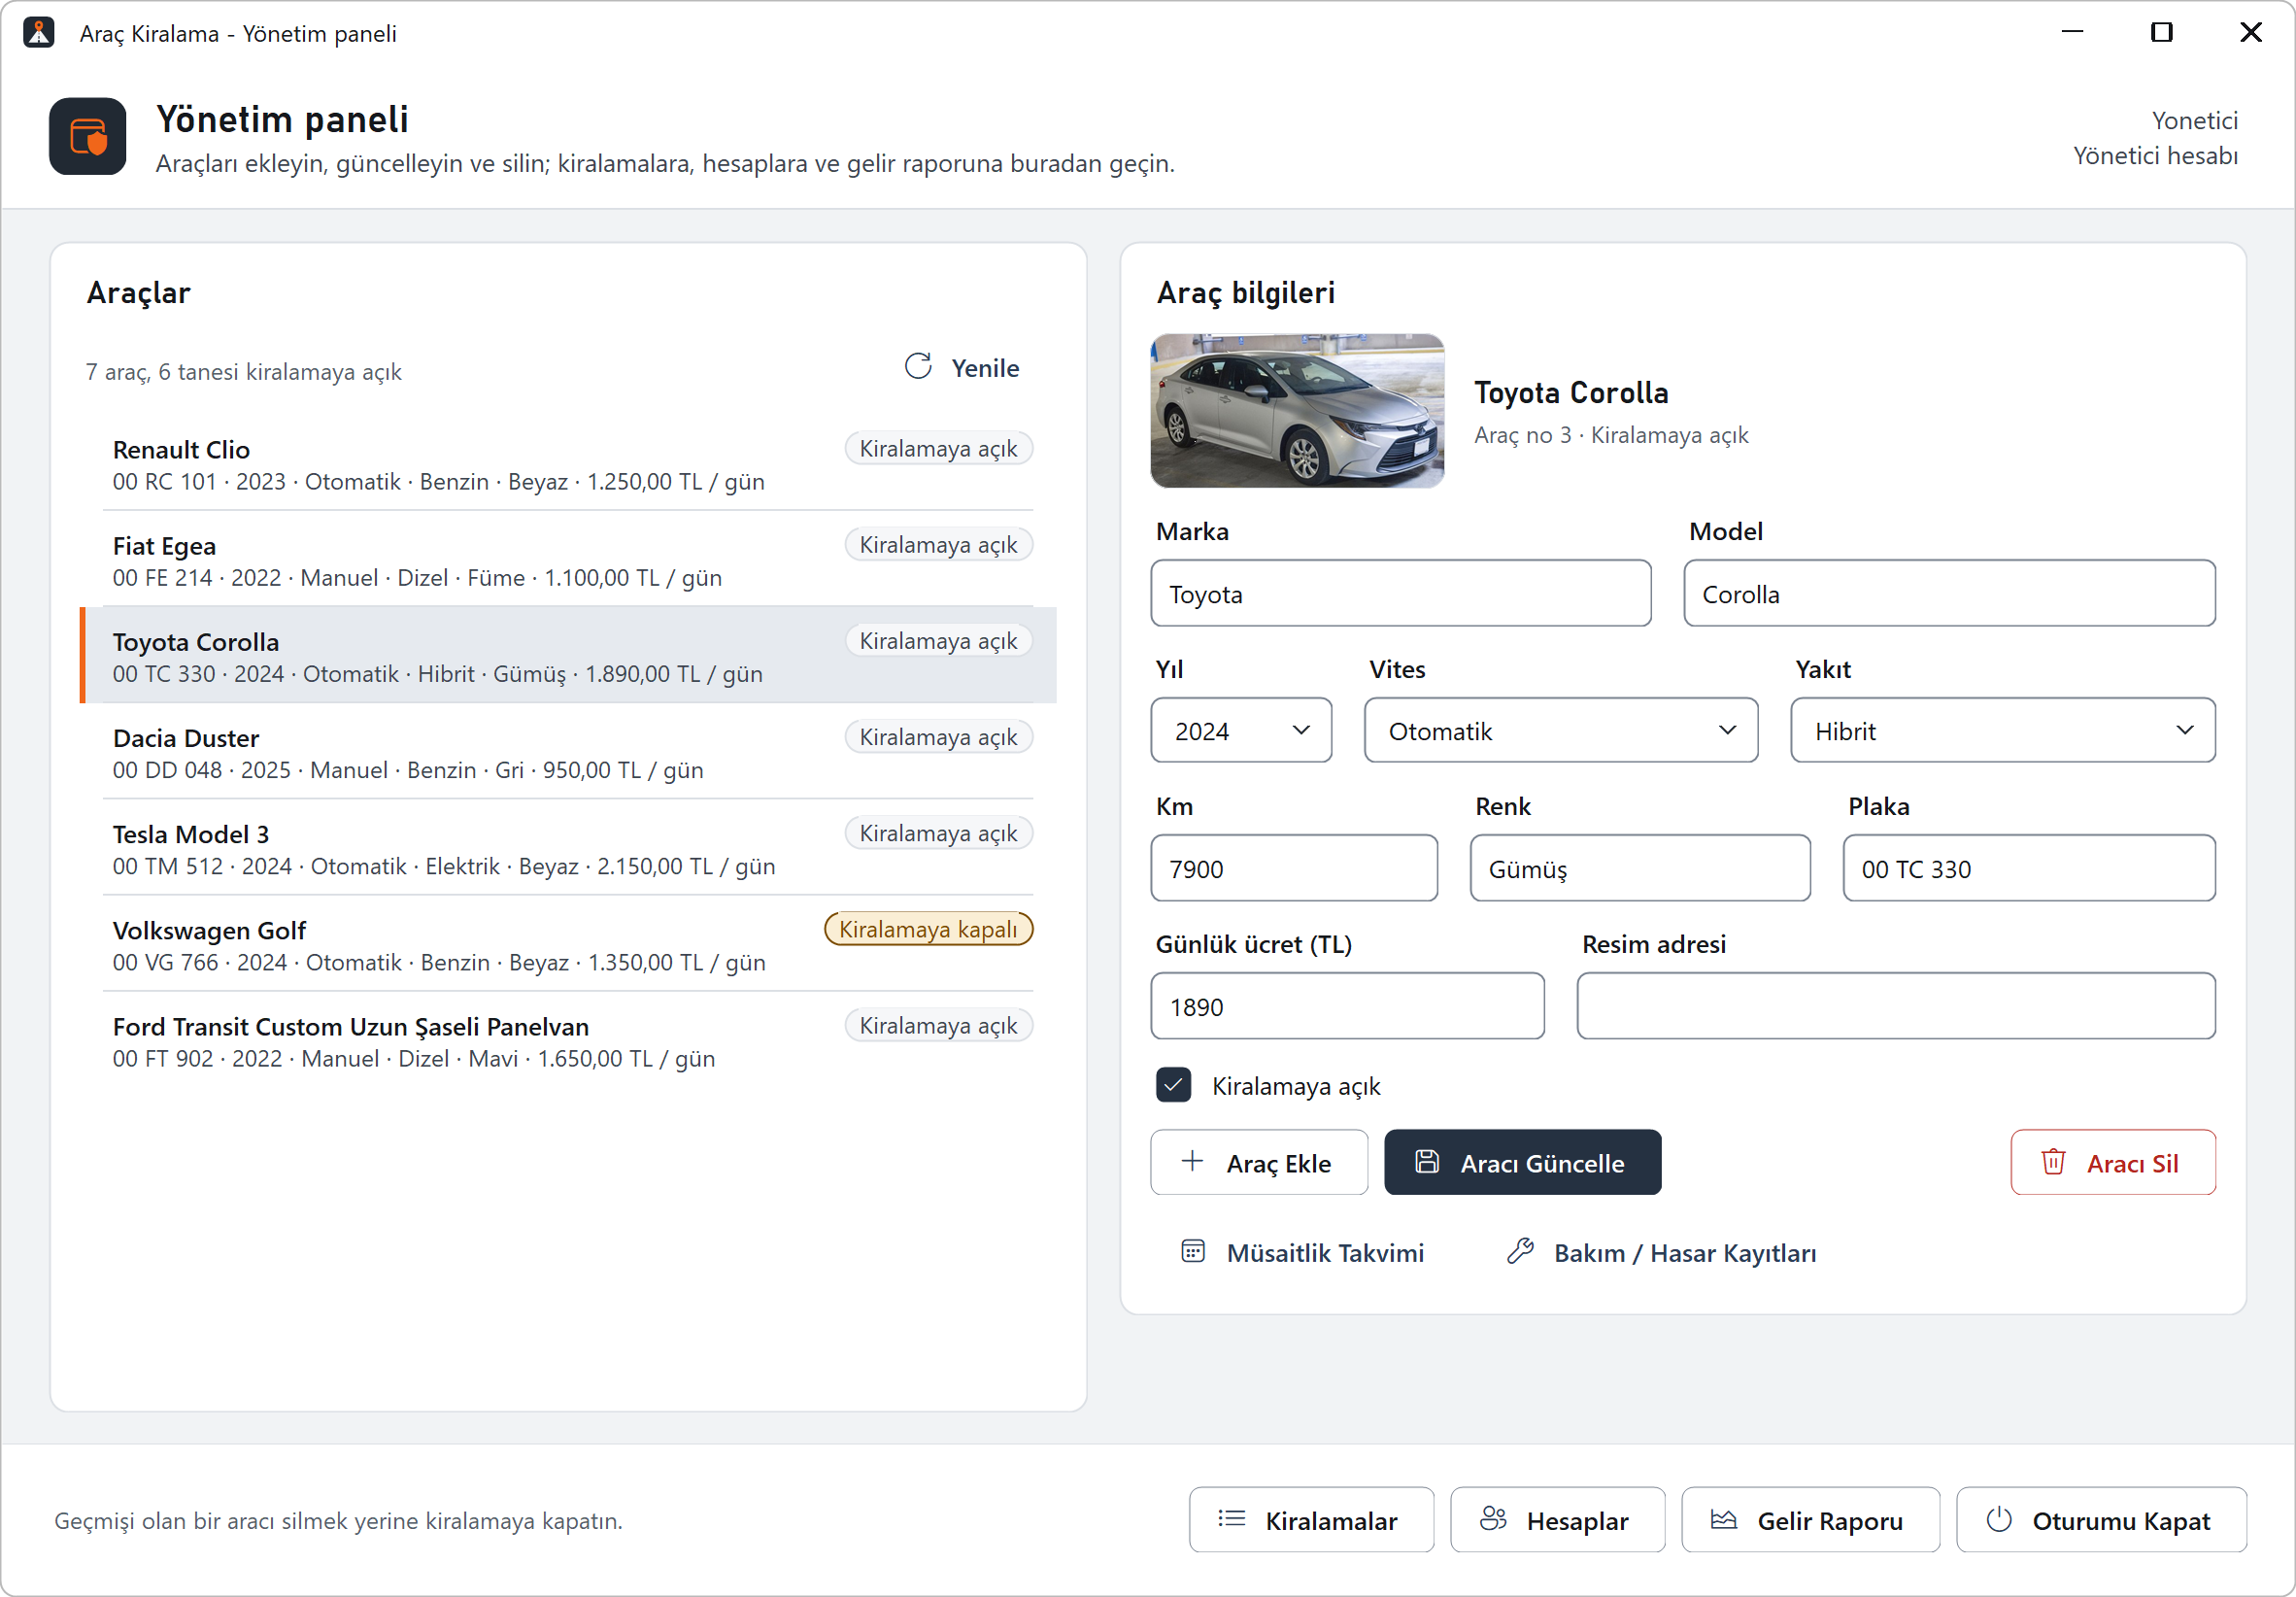 Araç Kiralama - Yönetim paneli
Yönetim paneli
Araçları ekleyin, güncelleyin ve silin; kiralamalara, hesaplara ve gelir raporuna buradan geçin.
Yonetici
Yönetici hesabı
Araçlar
7 araç, 6 tanesi kiralamaya açık
Yenile
Renault Clio
Kiralamaya açık
00 RC 101 · 2023 · Otomatik · Benzin · Beyaz · 1.250,00 TL / gün
Fiat Egea
Kiralamaya açık
00 FE 214 · 2022 · Manuel · Dizel · Füme · 1.100,00 TL / gün
Toyota Corolla
Kiralamaya açık
00 TC 330 · 2024 · Otomatik · Hibrit · Gümüş · 1.890,00 TL / gün
Dacia Duster
Kiralamaya açık
00 DD 048 · 2025 · Manuel · Benzin · Gri · 950,00 TL / gün
Tesla Model 3
Kiralamaya açık
00 TM 512 · 2024 · Otomatik · Elektrik · Beyaz · 2.150,00 TL / gün
Volkswagen Golf
Kiralamaya kapalı
00 VG 766 · 2024 · Otomatik · Benzin · Beyaz · 1.350,00 TL / gün
Ford Transit Custom Uzun Şaseli Panelvan
Kiralamaya açık
00 FT 902 · 2022 · Manuel · Dizel · Mavi · 1.650,00 TL / gün
Araç bilgileri
Toyota Corolla
Araç no 3 · Kiralamaya açık
Marka
Model
Toyota
Corolla
Yıl
Vites
Yakıt
2024
Otomatik
Hibrit
Km
Renk
Plaka
7900
Gümüş
00 TC 330
Günlük ücret (TL)
Resim adresi
1890
Kiralamaya açık
Araç Ekle
Aracı Güncelle
Aracı Sil
Müsaitlik Takvimi
Bakım / Hasar Kayıtları
Geçmişi olan bir aracı silmek yerine kiralamaya kapatın.
Kiralamalar
Hesaplar
Gelir Raporu
Oturumu Kapat